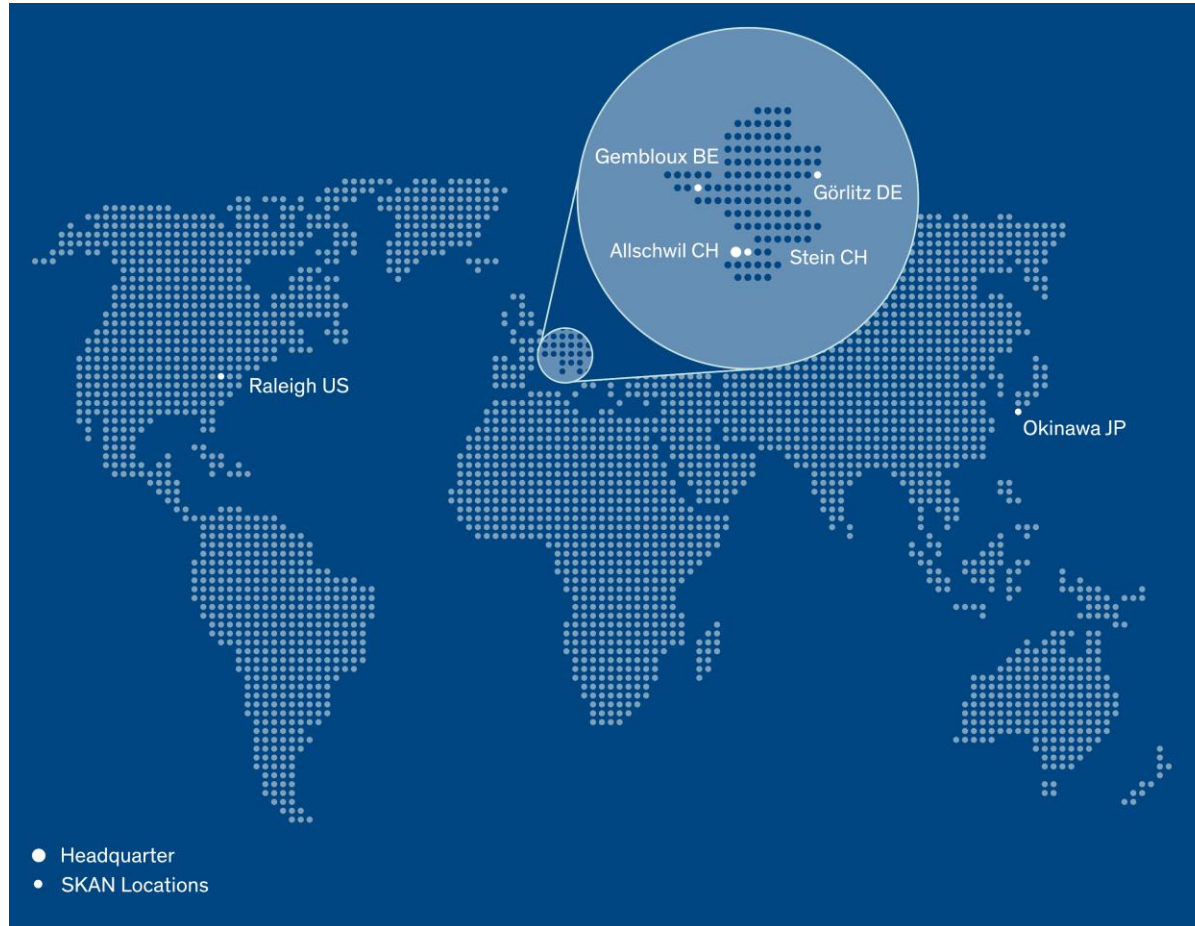 Gembloux BE
Görlitz DE
Allschwil CH
Stein CH
Raleigh US
Okinawa JP
Headquarter
SKAN Locations